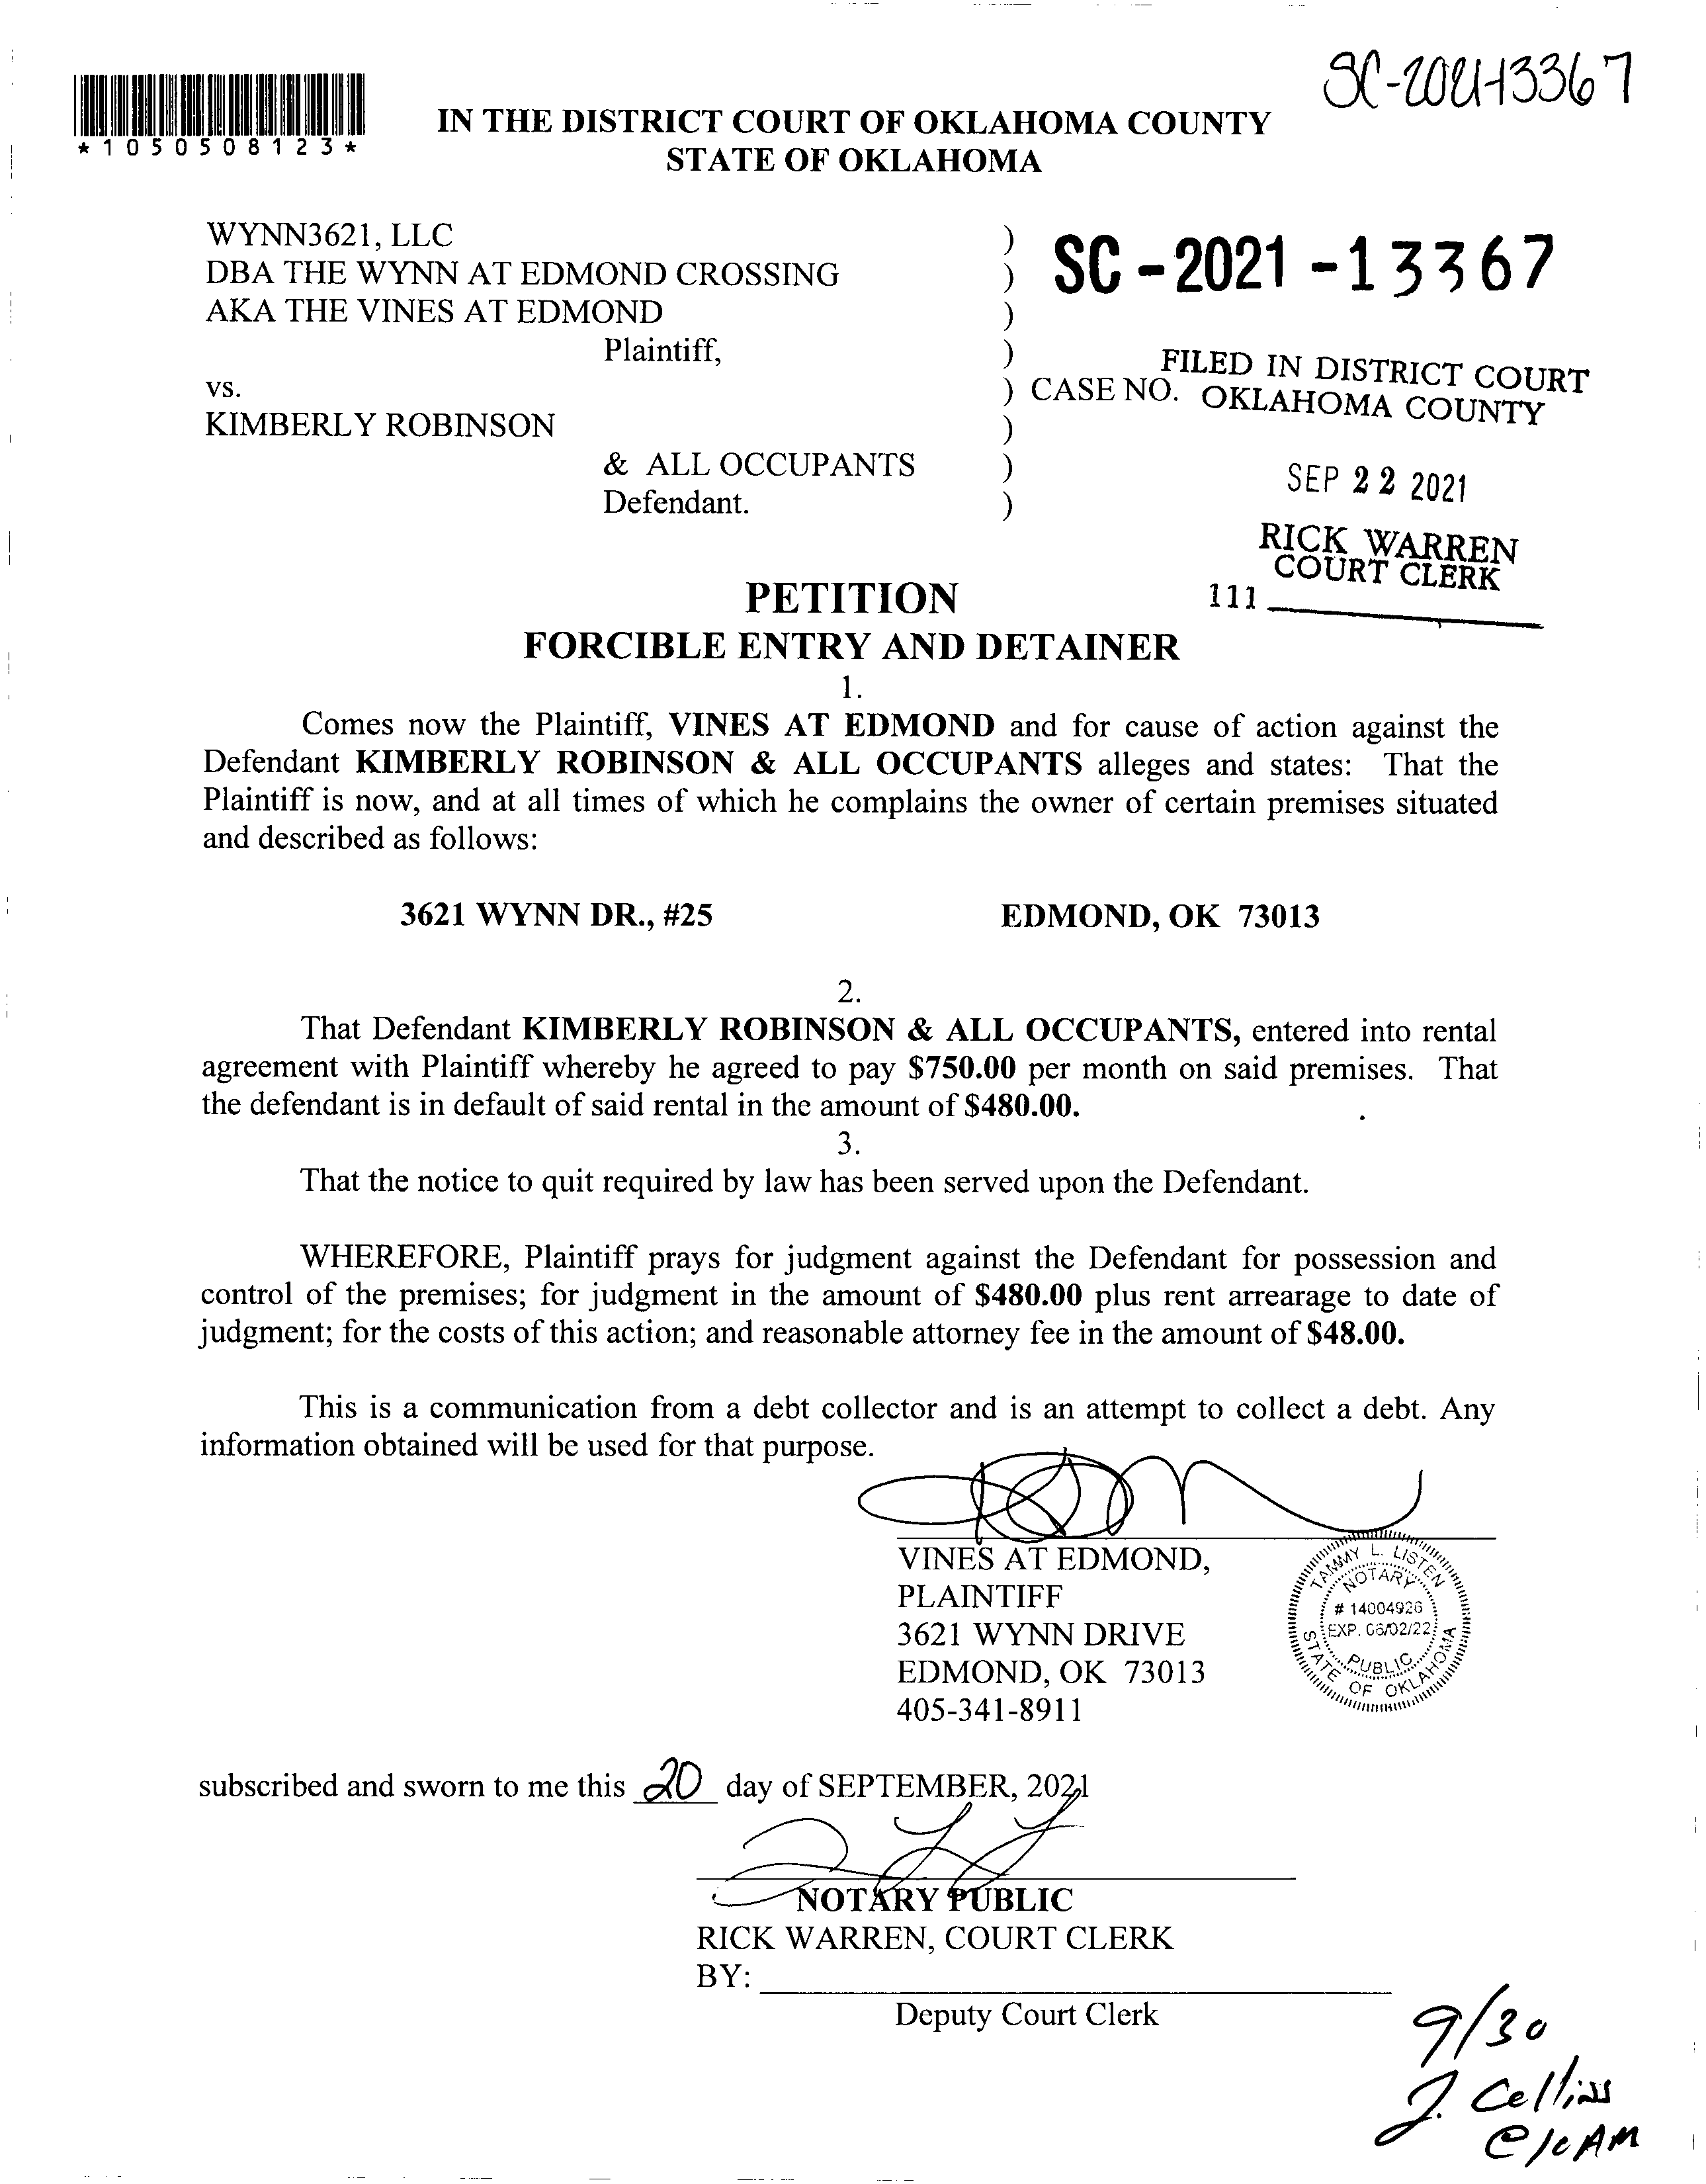 SC-2021-13367
*1050508123*
IN THE DISTRICT COURT OF OKLAHOMA COUNTY
STATE OF OKLAHOMA
WYNN3621, LLC )
DBA THE WYNN AT EDMOND CROSSING )
AKA THE VINES AT EDMOND )
SC-2021-13367
Plaintiff, )
vs. ) CASE NO.
KIMBERLY ROBINSON )
& ALL OCCUPANTS )
Defendant. )
FILED IN DISTRICT COURT
OKLAHOMA COUNTY
SEP 22 2021
RICK WARREN
COURT CLERK
111
PETITION
FORCIBLE ENTRY AND DETAINER
1.
Comes now the Plaintiff, VINES AT EDMOND and for cause of action against the
Defendant KIMBERLY ROBINSON & ALL OCCUPANTS alleges and states: That the
Plaintiff is now, and at all times of which he complains the owner of certain premises situated
and described as follows:
3621 WYNN DR., #25 EDMOND, OK 73013
2.
That Defendant KIMBERLY ROBINSON & ALL OCCUPANTS, entered into rental
agreement with Plaintiff whereby he agreed to pay $750.00 per month on said premises. That
the defendant is in default of said rental in the amount of $480.00.
3.
That the notice to quit required by law has been served upon the Defendant.
WHEREFORE, Plaintiff prays for judgment against the Defendant for possession and
control of the premises; for judgment in the amount of $480.00 plus rent arrearage to date of
judgment; for the costs of this action; and reasonable attorney fee in the amount of $48.00.
This is a communication from a debt collector and is an attempt to collect a debt. Any
information obtained will be used for that purpose.
VINES AT EDMOND,
PLAINTIFF
3621 WYNN DRIVE
EDMOND, OK 73013
405-341-8911
TAMMY L. LISTEN
NOTARY
# 14004926
EXP. 06/02/22
PUBLIC
STATE OF OKLAHOMA
subscribed and sworn to me this 20 day of SEPTEMBER, 2021
NOTARY PUBLIC
RICK WARREN, COURT CLERK
BY:
Deputy Court Clerk
9/30
J. Collins
@ 10 AM